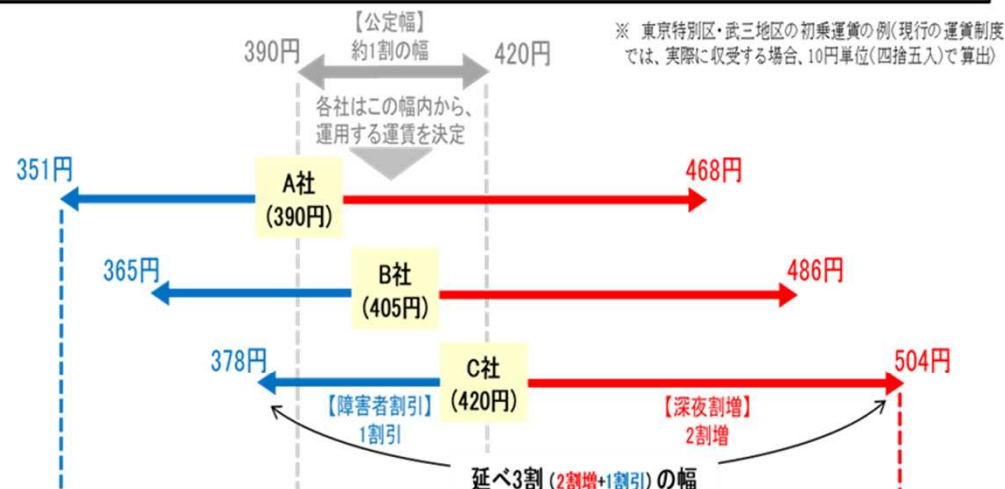 【公定幅】
390円
約1割の幅
420円
※ 東京特別区・武三地区の初乗運賃の例(現行の運賃制度
では、実際に収受する場合、10円単位(四捨五入)で算出)
各社はこの幅内から、
運用する運賃を決定
351円
A社
(390円)
468円
365円
B社
(405円)
486円
378円
C社
(420円)
504円
【障害者割引】
1割引
【深夜割増】
2割増
延べ3割(2割増+1割引)の幅